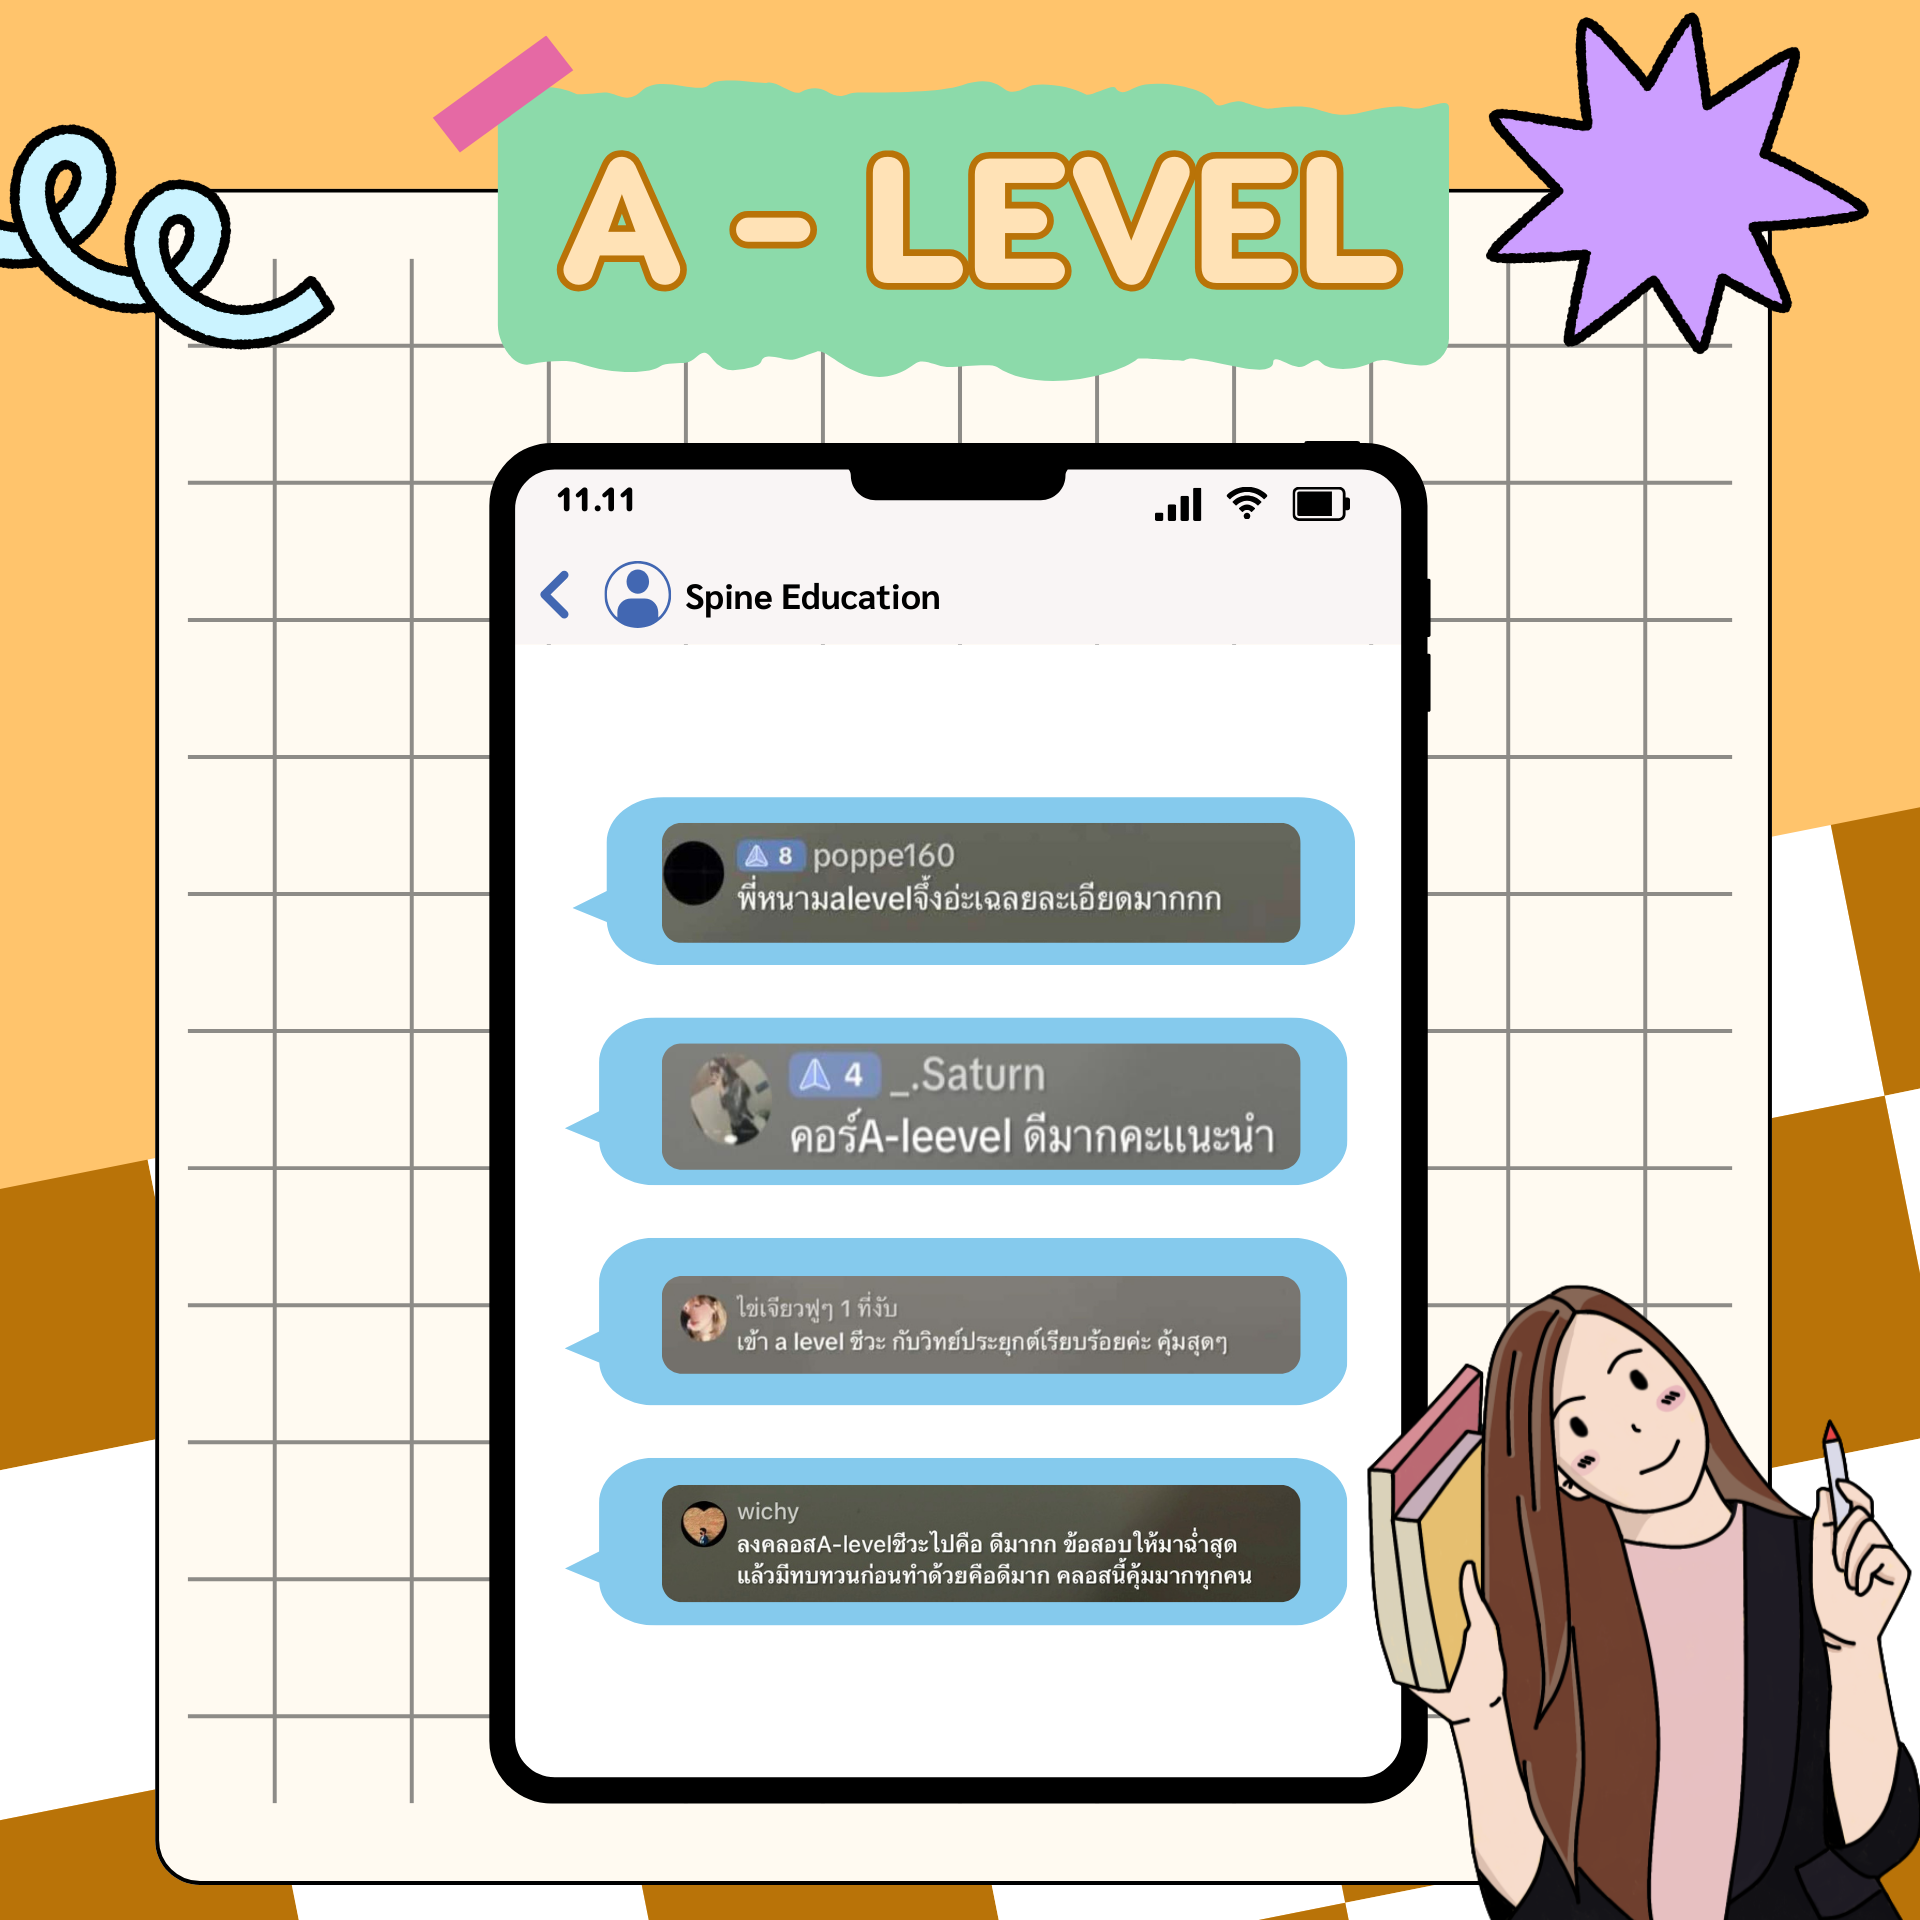 A - LEVEL
11.11
Spine Education
8 poppe160
พี่หนามalevelจึ้งอ่ะเฉลยละเอียดมากกก
4 _.Saturn
คอร์A-leevel ดีมากคะแนะนำ
ไข่เจียวฟูๆ 1 ที่งับ
เข้า a level ชีวะ กับวิทย์ประยุกต์เรียบร้อยค่ะ คุ้มสุดๆ
wichy
ลงคลอสA-levelชีวะไปคือ ดีมากก ข้อสอบให้มาฉ่ำสุด
แล้วมีทบทวนก่อนทำด้วยคือดีมาก คลอสนี้คุ้มมากทุกคน